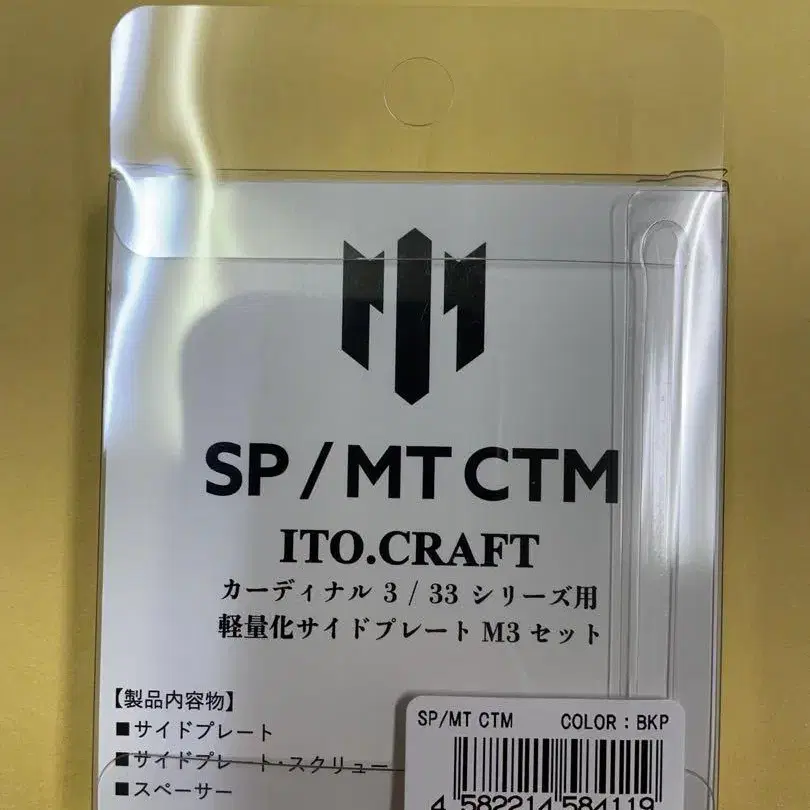 SP/MT CTM
ITO.CRAFT
カーディナル 3 / 33 シリーズ用
軽量化サイドプレート M3 セット
【製品内容物】
■サイドプレート
■サイドプレート・スクリュー
■スペーサー
SP/MT CTM COLOR：BKP
4 582214 584119